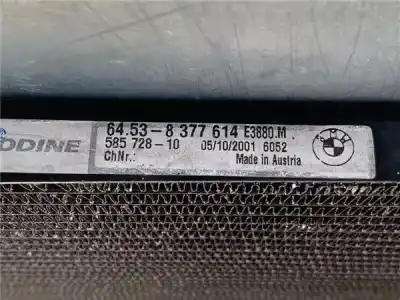 64.53-8 377 614 E3880.M
585 728-10 05/10/2001 6052
ChNr.: Made in Austria
ODINE
BMW